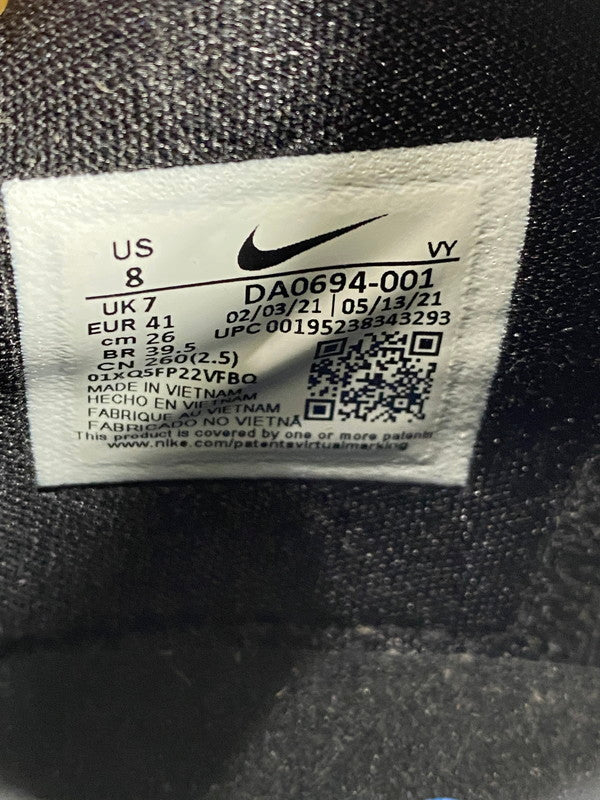 US
8
VY
DA0694-001
UK 7
02/03/21 | 05/13/21
EUR 41
UPC 00195238343293
cm 26
BR 39.5
CN 260(2.5)
01XQ5FP22VFBQ
MADE IN VIETNAM
HECHO EN VIETNAM
FABRIQUE AU VIETNAM
FABRICADO NO VIETNÃ
This product is covered by one or more patents
www.nike.com/patentsvirtualmarking